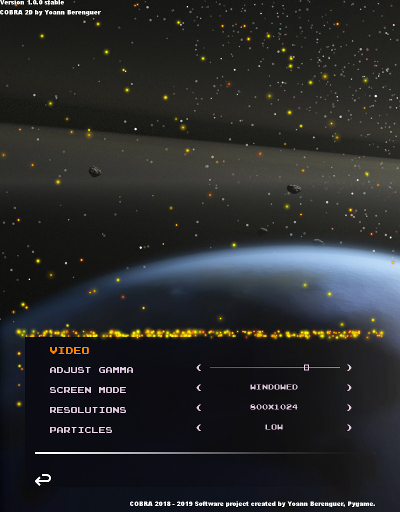 Version 1.0.0 stable
COBRA 2D by Yoann Berenguer
VIDEO
ADJUST GAMMA
SCREEN MODE
WINDOWED
RESOLUTIONS
800X1024
PARTICLES
LOW
COBRA 2018 - 2019 Software project created by Yoann Berenguer, Pygame.